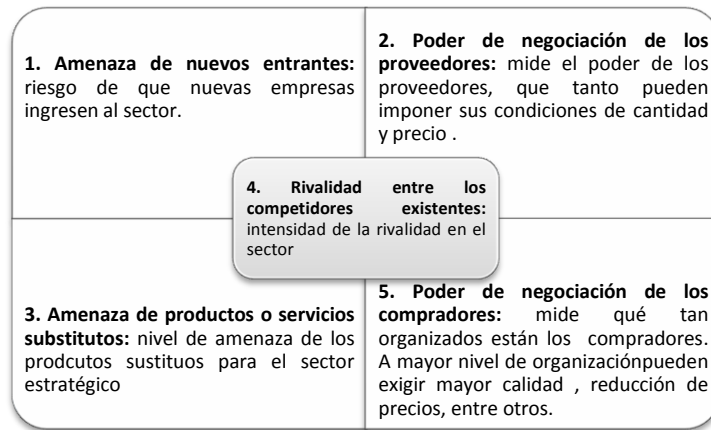 1. Amenaza de nuevos entrantes:
riesgo de que nuevas empresas
ingresen al sector.
2. Poder de negociación de los
proveedores: mide el poder de los
proveedores, que tanto pueden
imponer sus condiciones de cantidad
y precio .
4. Rivalidad entre los
competidores existentes:
intensidad de la rivalidad en el
sector
3. Amenaza de productos o servicios
substitutos: nivel de amenaza de los
prodcutos sustituos para el sector
estratégico
5. Poder de negociación de los
compradores: mide qué tan
organizados están los compradores.
A mayor nivel de organizaciónpueden
exigir mayor calidad , reducción de
precios, entre otros.